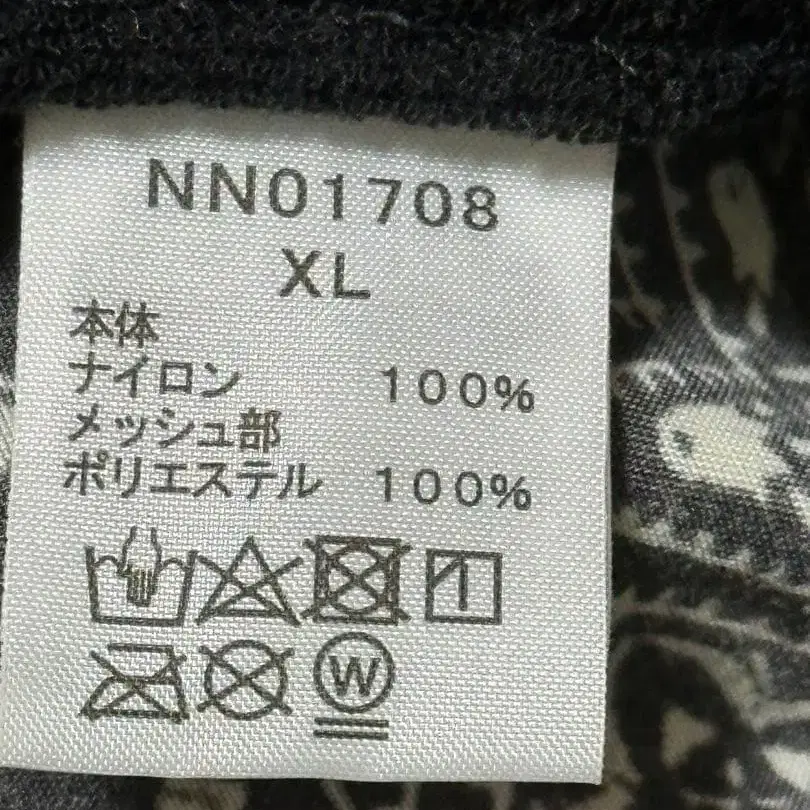 NN01708
XL
本体
ナイロン 100%
メッシュ部
ポリエステル 100%
W